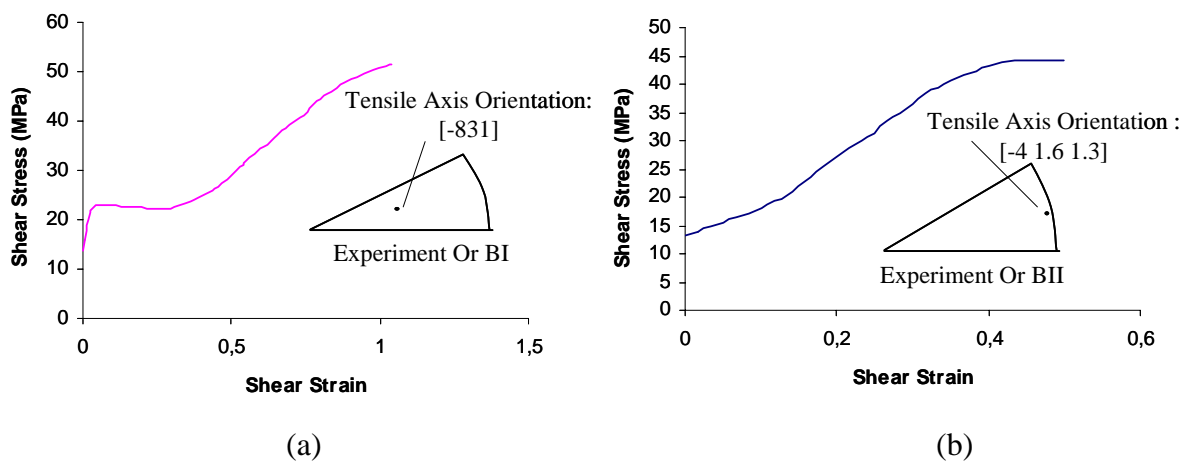 60
50
40
30
20
10
0
Shear Stress (MPa)
0
0,5
1
1,5
Shear Strain
Tensile Axis Orientation:
[-831]
Experiment Or BI
(a)
50
45
40
35
30
25
20
15
10
5
0
Shear Stress (MPa)
0
0,2
0,4
0,6
Shear Strain
Tensile Axis Orientation :
[-4 1.6 1.3]
Experiment Or BII
(b)